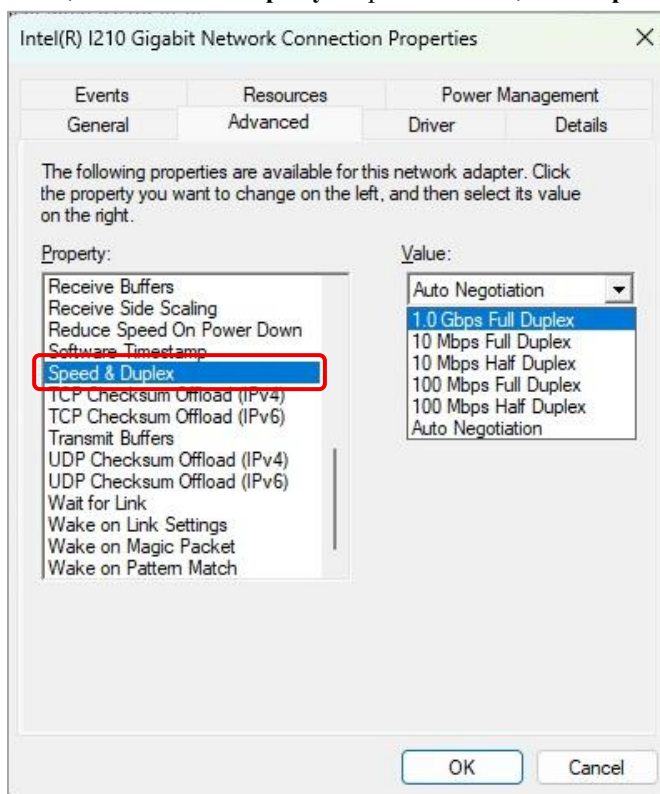 Intel(R) I210 Gigabit Network Connection Properties
Events Resources Power Management
General Advanced Driver Details
The following properties are available for this network adapter. Click
the property you want to change on the left, and then select its value
on the right.
Property:
Receive Buffers
Receive Side Scaling
Reduce Speed On Power Down
Software Timestamp
Speed & Duplex
TCP Checksum Offload (IPv4)
TCP Checksum Offload (IPv6)
Transmit Buffers
UDP Checksum Offload (IPv4)
UDP Checksum Offload (IPv6)
Wait for Link
Wake on Link Settings
Wake on Magic Packet
Wake on Pattern Match
Value:
Auto Negotiation
1.0 Gbps Full Duplex
10 Mbps Full Duplex
10 Mbps Half Duplex
100 Mbps Full Duplex
100 Mbps Half Duplex
Auto Negotiation
OK Cancel